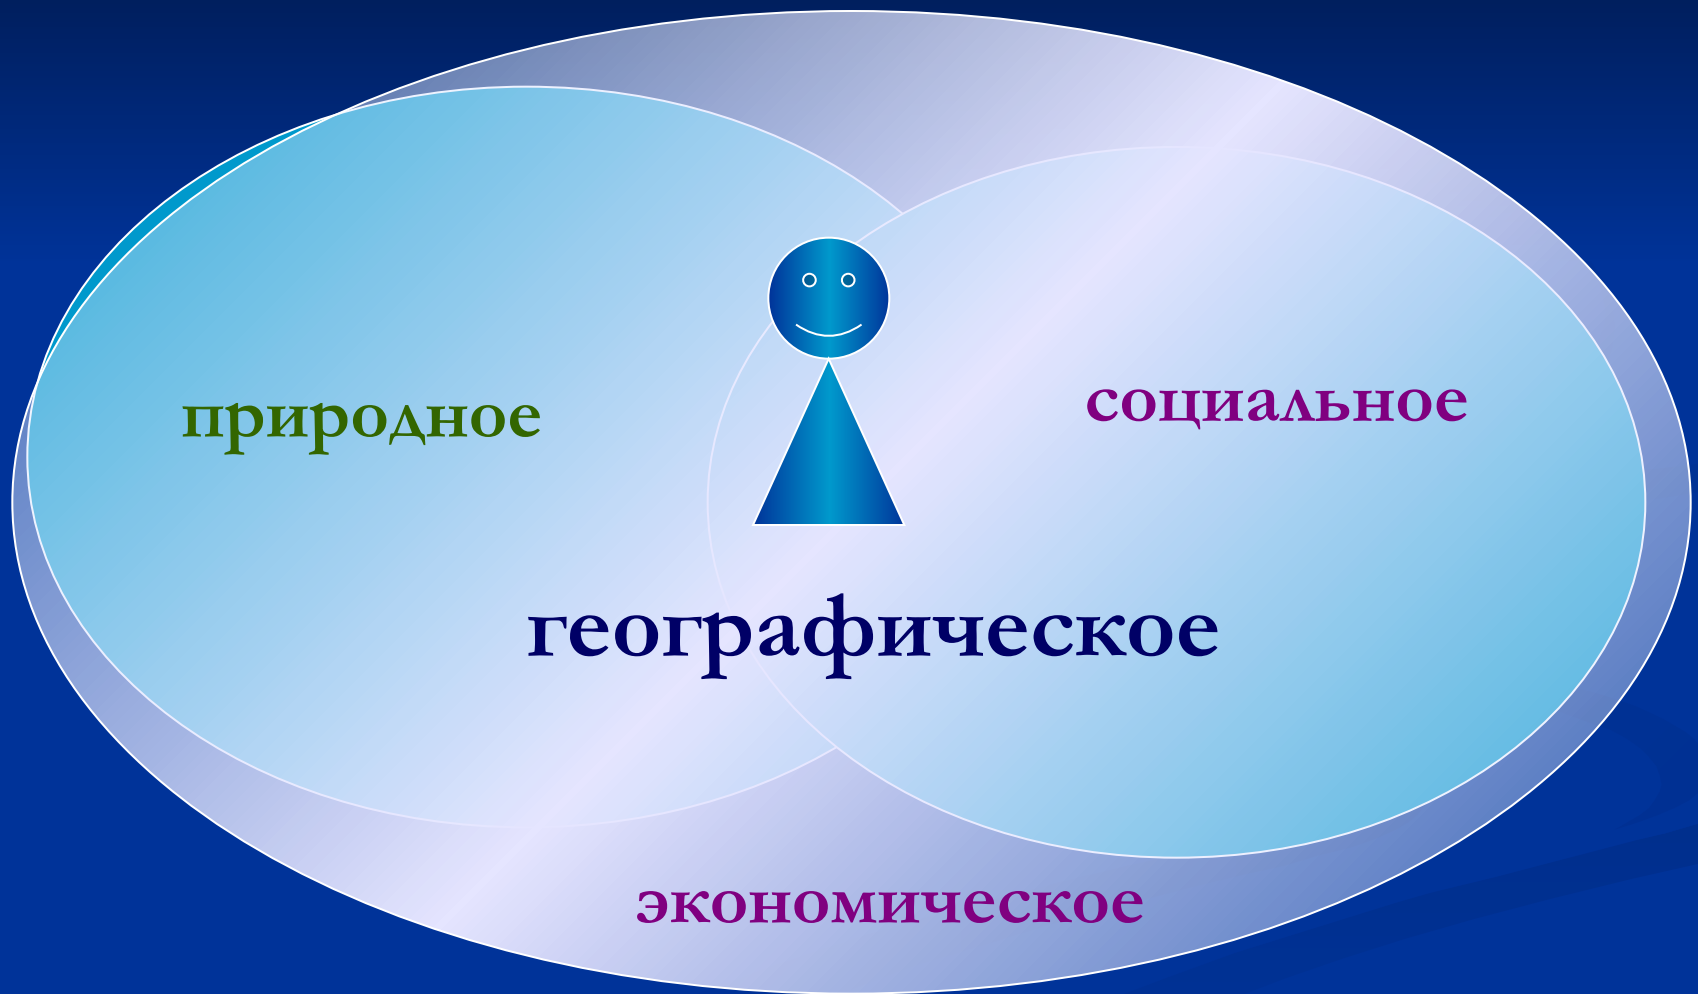 природное
социальное
географическое
экономическое